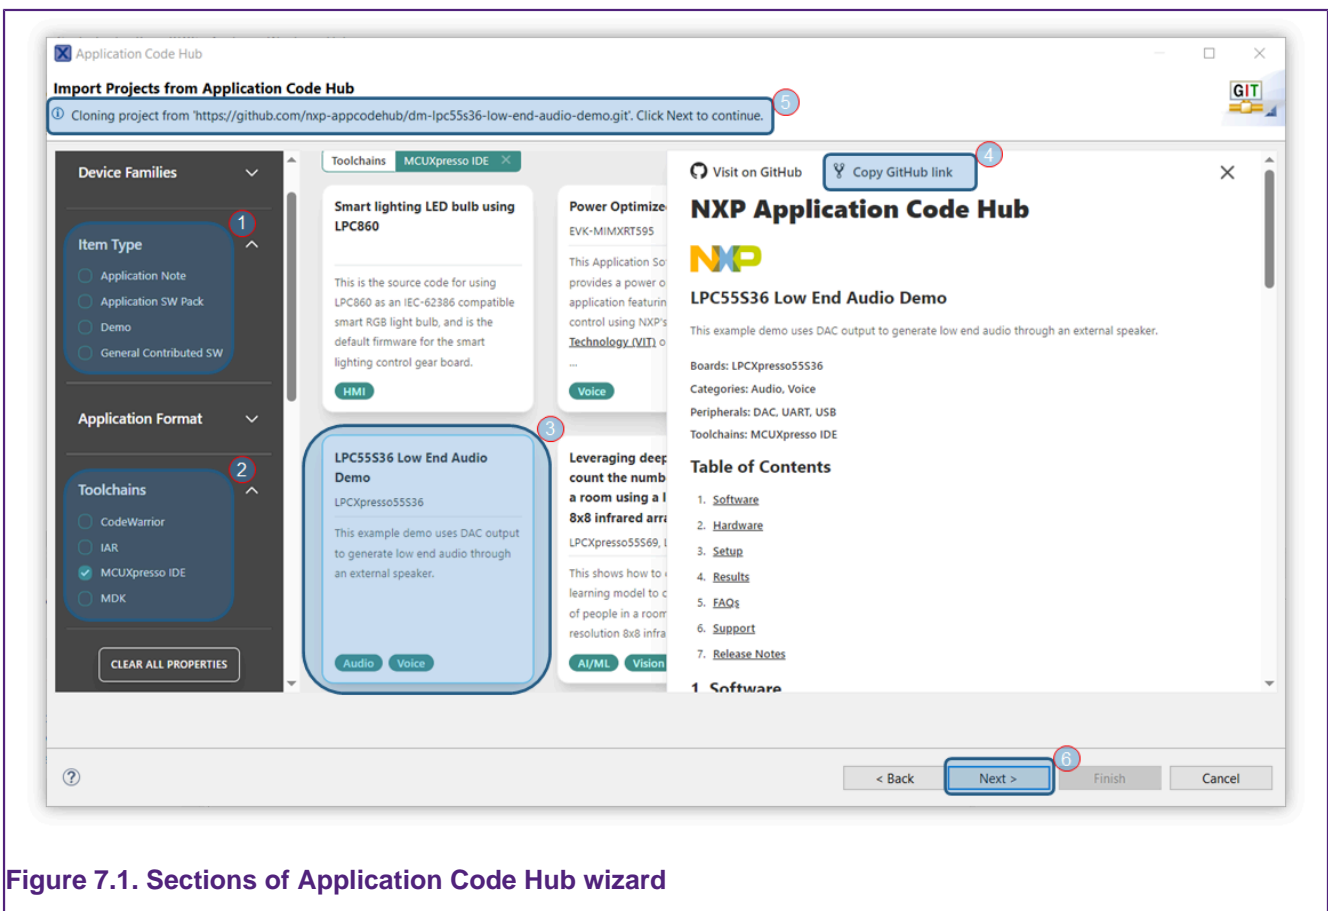 Application Code Hub
Import Projects from Application Code Hub
GIT
Cloning project from 'https://github.com/nxp-appcodehub/dm-lpc55s36-low-end-audio-demo.git'. Click Next to continue.
5
Device Families
1
Item Type
Application Note
Application SW Pack
Demo
General Contributed SW
Application Format
2
Toolchains
CodeWarrior
IAR
MCUXpresso IDE
MDK
CLEAR ALL PROPERTIES
Toolchains MCUXpresso IDE
Smart lighting LED bulb using
LPC860
This is the source code for using
LPC860 as an IEC-62386 compatible
smart RGB light bulb, and is the
default firmware for the smart
lighting control gear board.
HMI
Power Optimize
EVK-MIMXRT595
This Application So
provides a power o
application featurin
control using NXP's
Technology (VIT) o
...
Voice
3
LPC55S36 Low End Audio
Demo
LPCXpresso55S36
This example demo uses DAC output
to generate low end audio through
an external speaker.
Audio Voice
Leveraging deep
count the numb
a room using a l
8x8 infrared arra
LPCXpresso55S69, L
This shows how to
learning model to c
of people in a room
resolution 8x8 infra
AI/ML Vision
Visit on GitHub Copy GitHub link
4
NXP Application Code Hub
NXP
LPC55S36 Low End Audio Demo
This example demo uses DAC output to generate low end audio through an external speaker.
Boards: LPCXpresso55S36
Categories: Audio, Voice
Peripherals: DAC, UART, USB
Toolchains: MCUXpresso IDE
Table of Contents
1. Software
2. Hardware
3. Setup
4. Results
5. FAQs
6. Support
7. Release Notes
1. Software
6
? < Back Next > Finish Cancel
Figure 7.1. Sections of Application Code Hub wizard